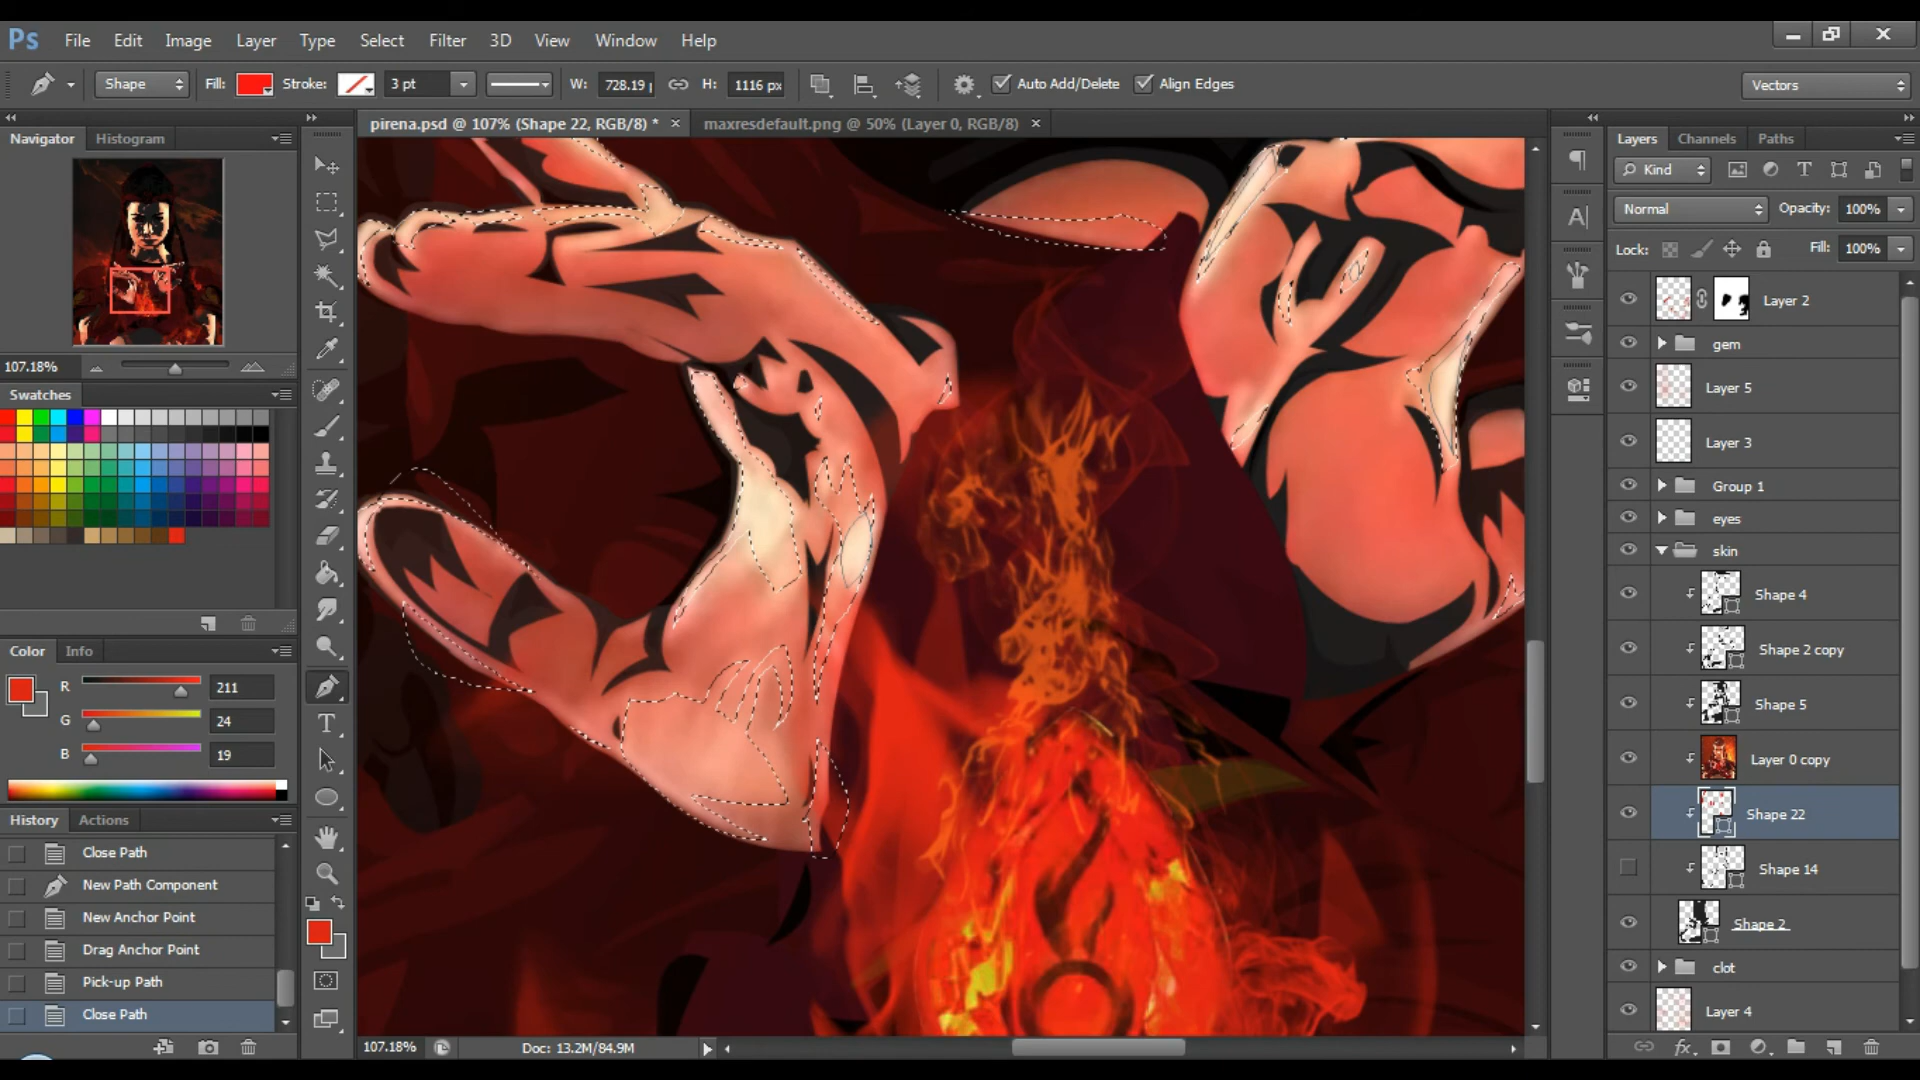 Ps File Edit Image Layer Type Select Filter 3D View Window Help
Shape Fill: Stroke: 3 pt W: 728.19 H: 1116 px Auto Add/Delete Align Edges Vectors
Navigator Histogram
pirena.psd @ 107% (Shape 22, RGB/8) * × maxresdefault.png @ 50% (Layer 0, RGB/8) ×
107.18%
Swatches
Color Info
R 211
G 24
B 19
History Actions
Close Path
New Path Component
New Anchor Point
Drag Anchor Point
Pick-up Path
Close Path
107.18% Doc: 13.2M/84.9M
Layers Channels Paths
Kind
Normal Opacity: 100%
Lock: Fill: 100%
Layer 2
gem
Layer 5
Layer 3
Group 1
eyes
skin
Shape 4
Shape 2 copy
Shape 5
Layer 0 copy
Shape 22
Shape 14
Shape 2
clot
Layer 4
fx